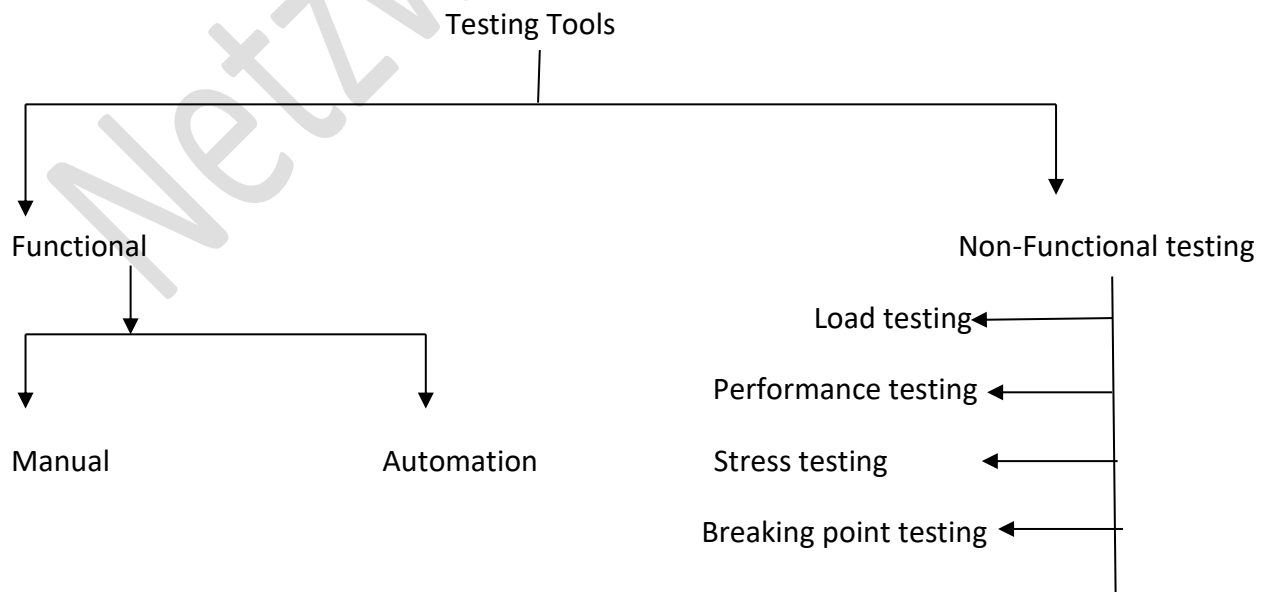 Testing Tools
Functional
Non-Functional testing
Load testing
Performance testing
Manual
Automation
Stress testing
Breaking point testing